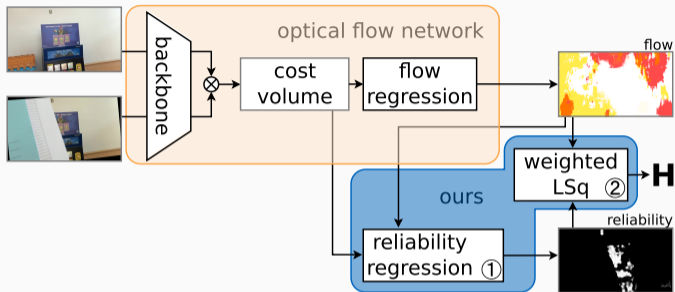 optical flow network
backbone
cost
volume
flow
regression
flow
weighted
LSq ②
H
ours
reliability
reliability
regression ①